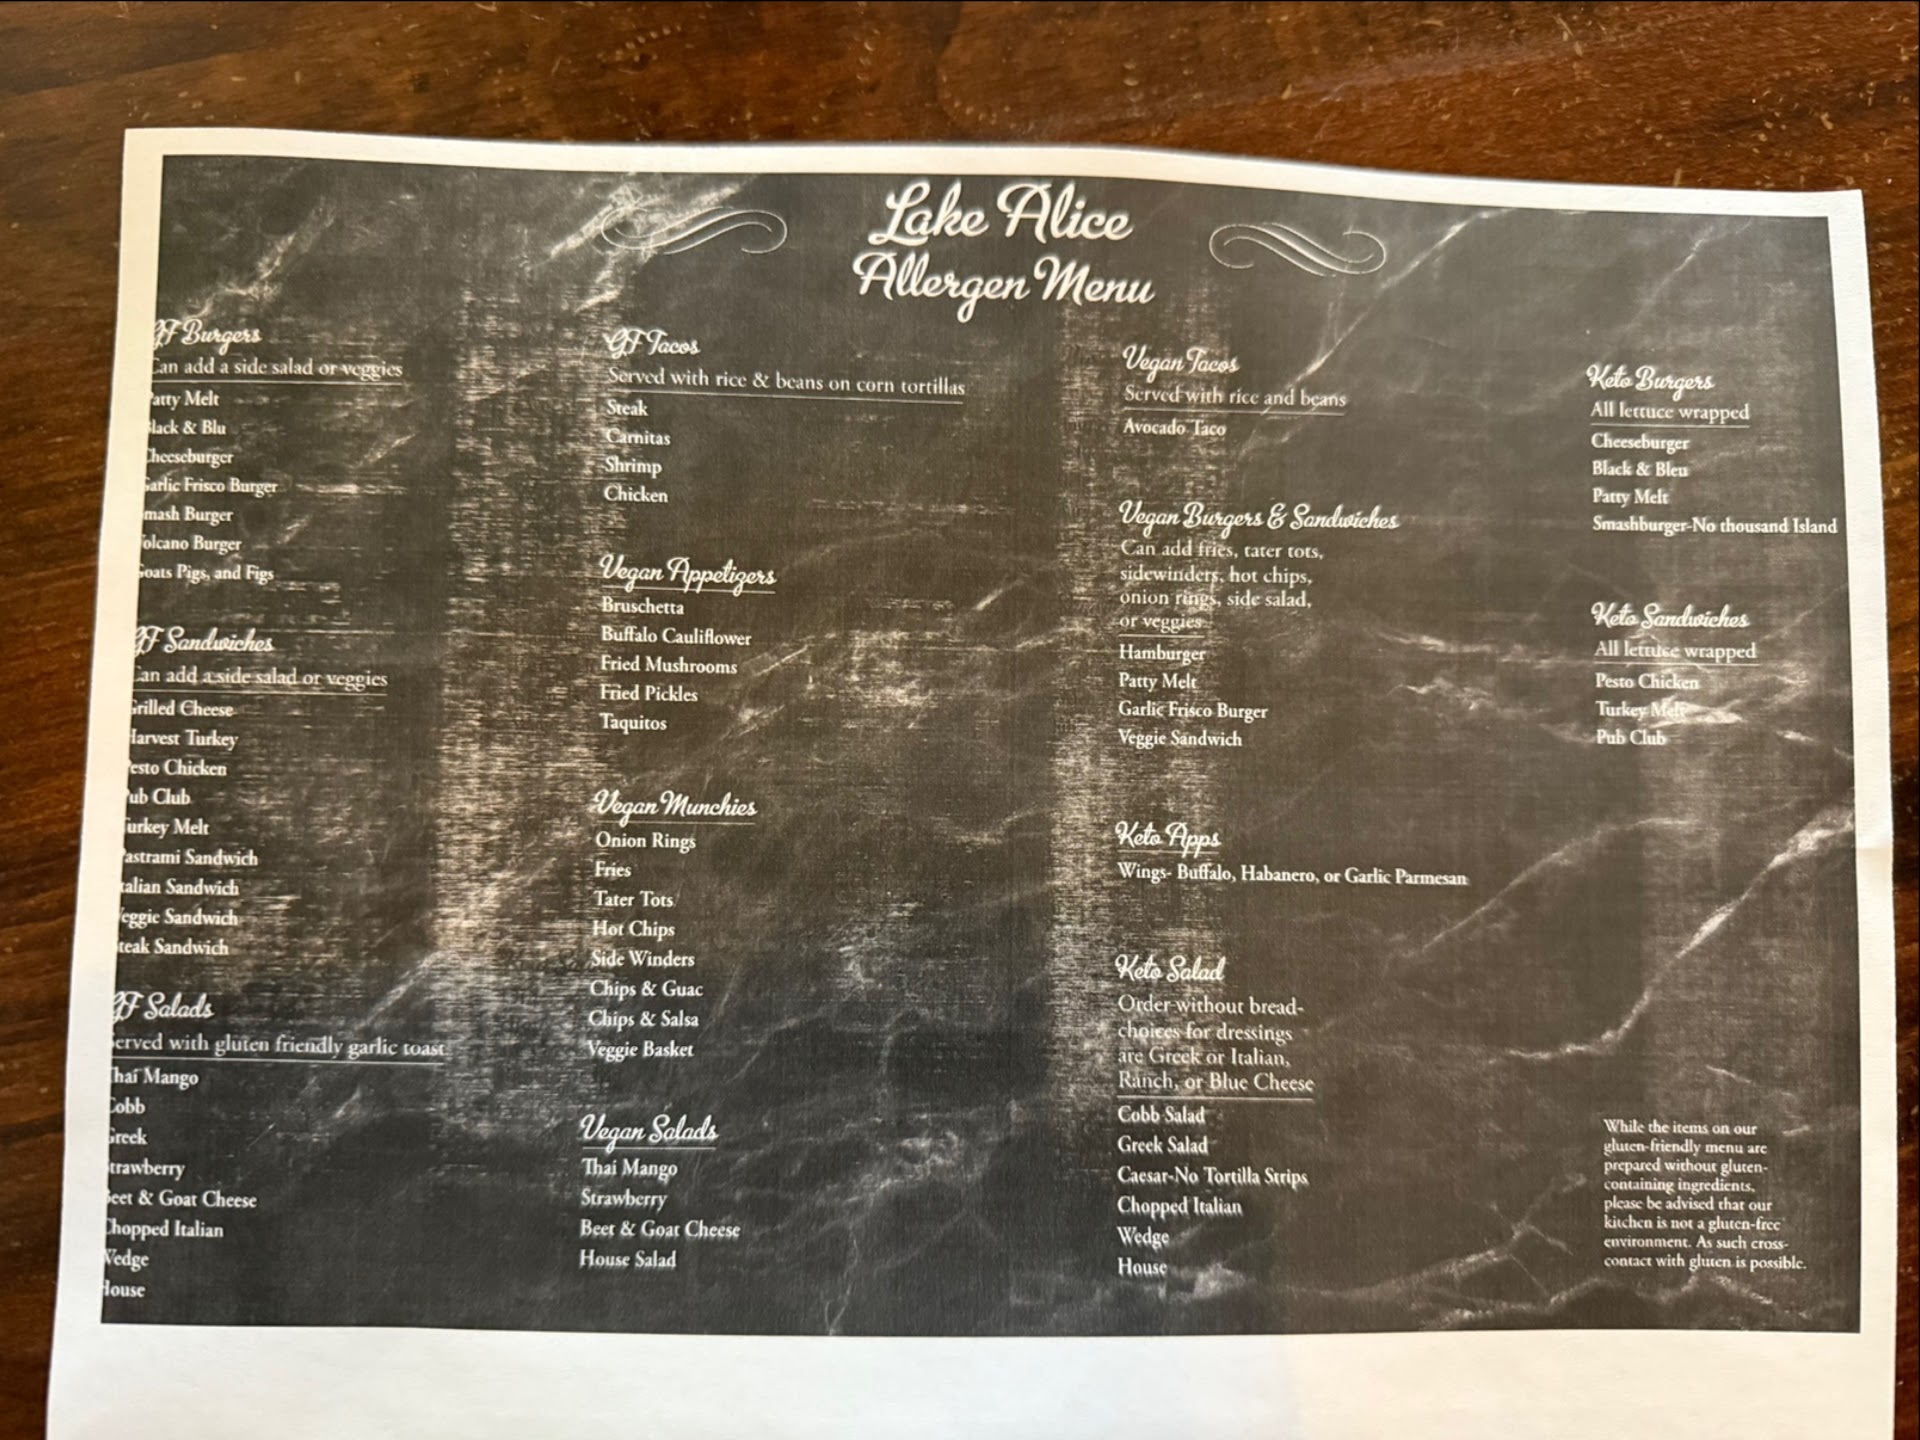 Lake Alice
Allergen Menu
GF Burgers
Can add a side salad or veggies
Patty Melt
Black & Blu
Cheeseburger
Garlic Frisco Burger
Smash Burger
Volcano Burger
Goats Pigs, and Figs
GF Sandwiches
Can add a side salad or veggies
Grilled Cheese
Harvest Turkey
Pesto Chicken
Pub Club
Turkey Melt
Pastrami Sandwich
Italian Sandwich
Veggie Sandwich
Steak Sandwich
GF Salads
Served with gluten friendly garlic toast
Thai Mango
Cobb
Greek
Strawberry
Beet & Goat Cheese
Chopped Italian
Wedge
House
GF Tacos
Served with rice & beans on corn tortillas
Steak
Carnitas
Shrimp
Chicken
Vegan Appetizers
Bruschetta
Buffalo Cauliflower
Fried Mushrooms
Fried Pickles
Taquitos
Vegan Munchies
Onion Rings
Fries
Tater Tots
Hot Chips
Side Winders
Chips & Guac
Chips & Salsa
Veggie Basket
Vegan Salads
Thai Mango
Strawberry
Beet & Goat Cheese
House Salad
Vegan Tacos
Served with rice and beans
Avocado Taco
Vegan Burgers & Sandwiches
Can add fries, tater tots,
sidewinders, hot chips,
onion rings, side salad,
or veggies
Hamburger
Patty Melt
Garlic Frisco Burger
Veggie Sandwich
Keto Apps
Wings- Buffalo, Habanero, or Garlic Parmesan
Keto Salad
Order without bread-
choices for dressings
are Greek or Italian,
Ranch, or Blue Cheese
Cobb Salad
Greek Salad
Caesar-No Tortilla Strips
Chopped Italian
Wedge
House
Keto Burgers
All lettuce wrapped
Cheeseburger
Black & Bleu
Patty Melt
Smashburger-No thousand Island
Keto Sandwiches
All lettuce wrapped
Pesto Chicken
Turkey Melt
Pub Club
While the items on our
gluten-friendly menu are
prepared without gluten-
containing ingredients,
please be advised that our
kitchen is not a gluten-free
environment. As such cross-
contact with gluten is possible.